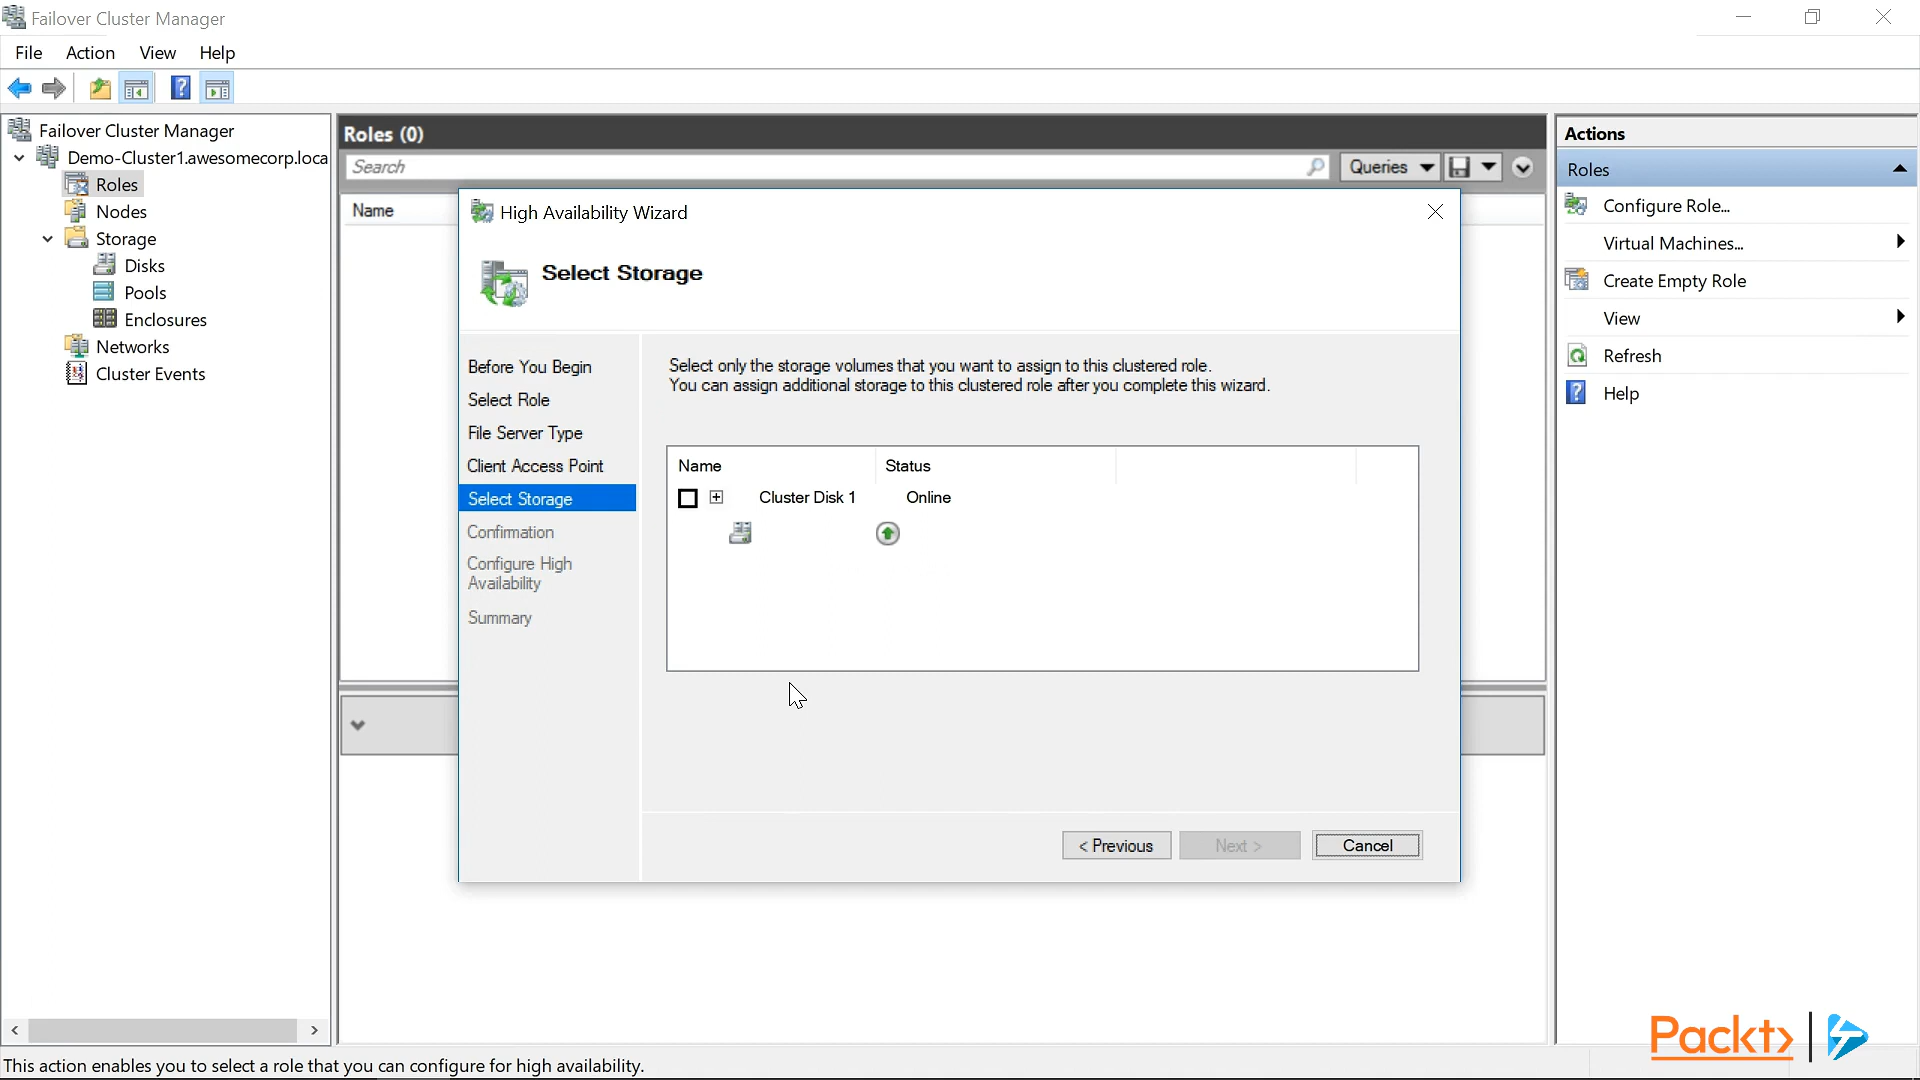 Failover Cluster Manager
File Action View Help
Failover Cluster Manager
Demo-Cluster1.awesomecorp.loca
Roles
Nodes
Storage
Disks
Pools
Enclosures
Networks
Cluster Events
Roles (0)
Search
Queries
Name
High Availability Wizard
Select Storage
Before You Begin
Select Role
File Server Type
Client Access Point
Select Storage
Confirmation
Configure High
Availability
Summary
Select only the storage volumes that you want to assign to this clustered role.
You can assign additional storage to this clustered role after you complete this wizard.
Name Status
Cluster Disk 1 Online
< Previous Next > Cancel
Actions
Roles
Configure Role...
Virtual Machines...
Create Empty Role
View
Refresh
Help
Packt>
This action enables you to select a role that you can configure for high availability.